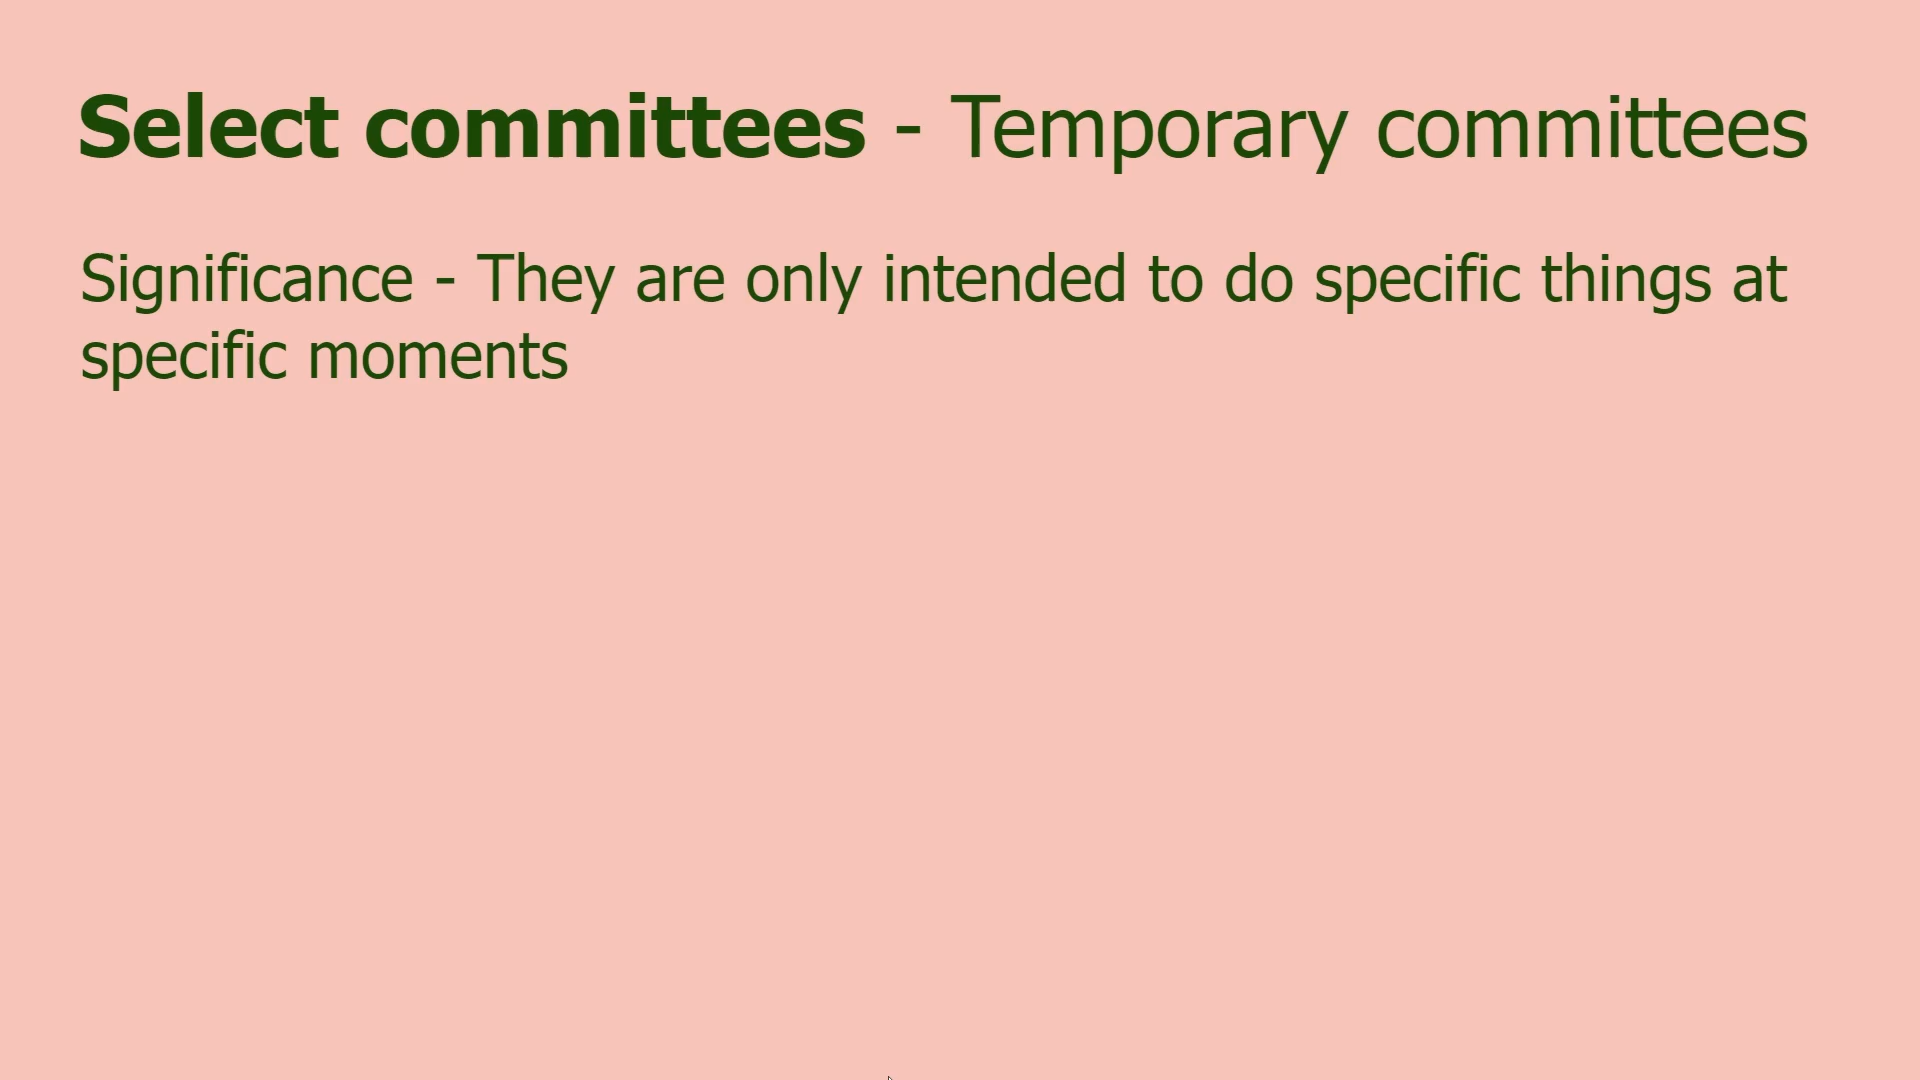 Select committees - Temporary committees
Significance - They are only intended to do specific things at
specific moments